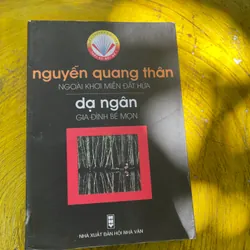 nguyễn quang thân
NGOÀI KHƠI MIỀN ĐẤT HỨA
dạ ngân
GIA ĐÌNH BÉ MỌN
NHÀ XUẤT BẢN HỘI NHÀ VĂN